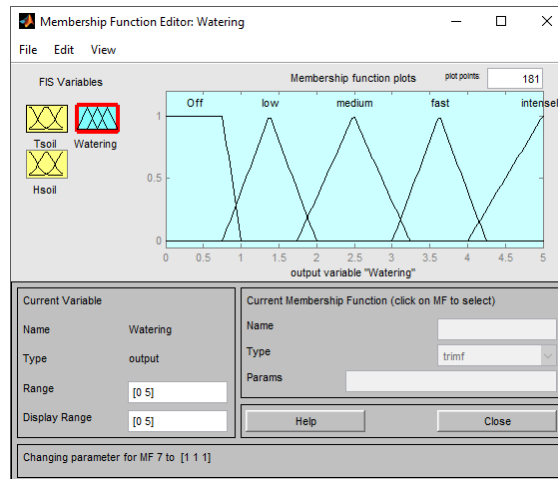 Membership Function Editor: Watering
File Edit View
FIS Variables
Membership function plots plot points: 181
Off low medium fast intensel
Tsoil Watering
Hsoil
1
0.5
0
0 0.5 1 1.5 2 2.5 3 3.5 4 4.5 5
output variable "Watering"
Current Variable
Name Watering
Type output
Range [0 5]
Display Range [0 5]
Current Membership Function (click on MF to select)
Name
Type trimf
Params
Help Close
Changing parameter for MF 7 to [1 1 1]